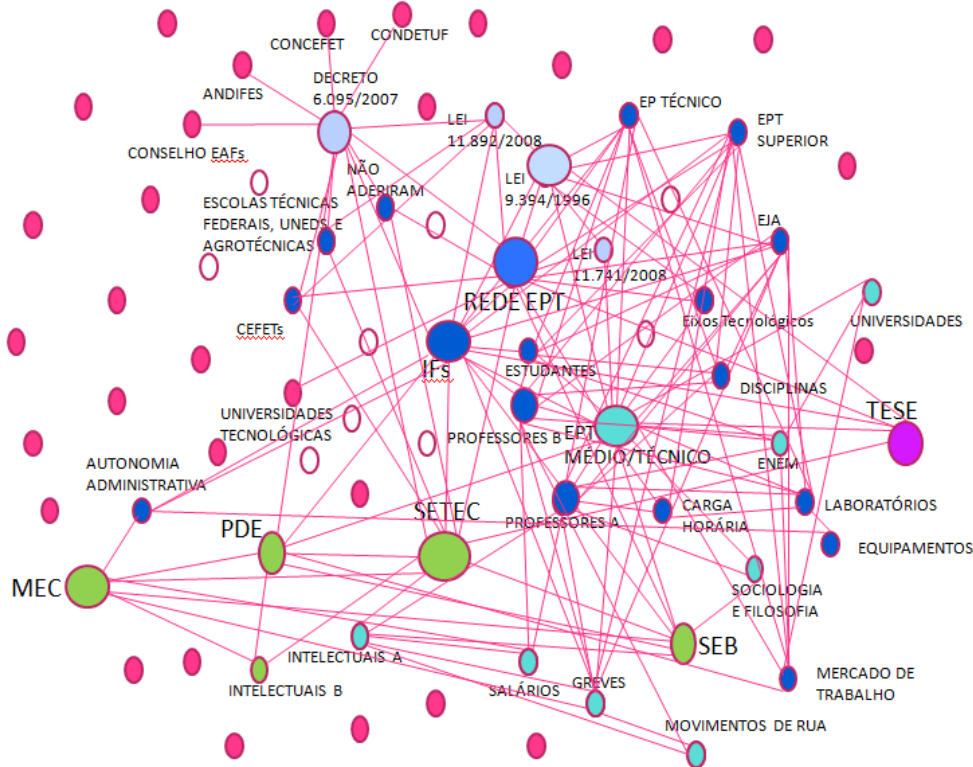 CONCEFET
CONDETUF
ANDIFES
DECRETO
6.095/2007
CONSELHO EAFs
LEI
11.892/2008
EP TÉCNICO
EPT
SUPERIOR
NÃO
ADERIRAM
LEI
9.394/1996
ESCOLAS TÉCNICAS
FEDERAIS, UNEDS E
AGROTÉCNICAS
EJA
LEI
11.741/2008
REDE EPT
CEFETs
Eixos Tecnológicos
UNIVERSIDADES
IFs
ESTUDANTES
DISCIPLINAS
TESE
UNIVERSIDADES
TECNOLÓGICAS
PROFESSORES B
EPT
MÉDIO/TÉCNICO
ENEM
AUTONOMIA
ADMINISTRATIVA
SETEC
PROFESSORES A
CARGA
HORÁRIA
LABORATÓRIOS
PDE
EQUIPAMENTOS
MEC
SOCIOLOGIA
E FILOSOFIA
SEB
INTELECTUAIS A
INTELECTUAIS B
SALÁRIOS
GREVES
MERCADO DE
TRABALHO
MOVIMENTOS DE RUA